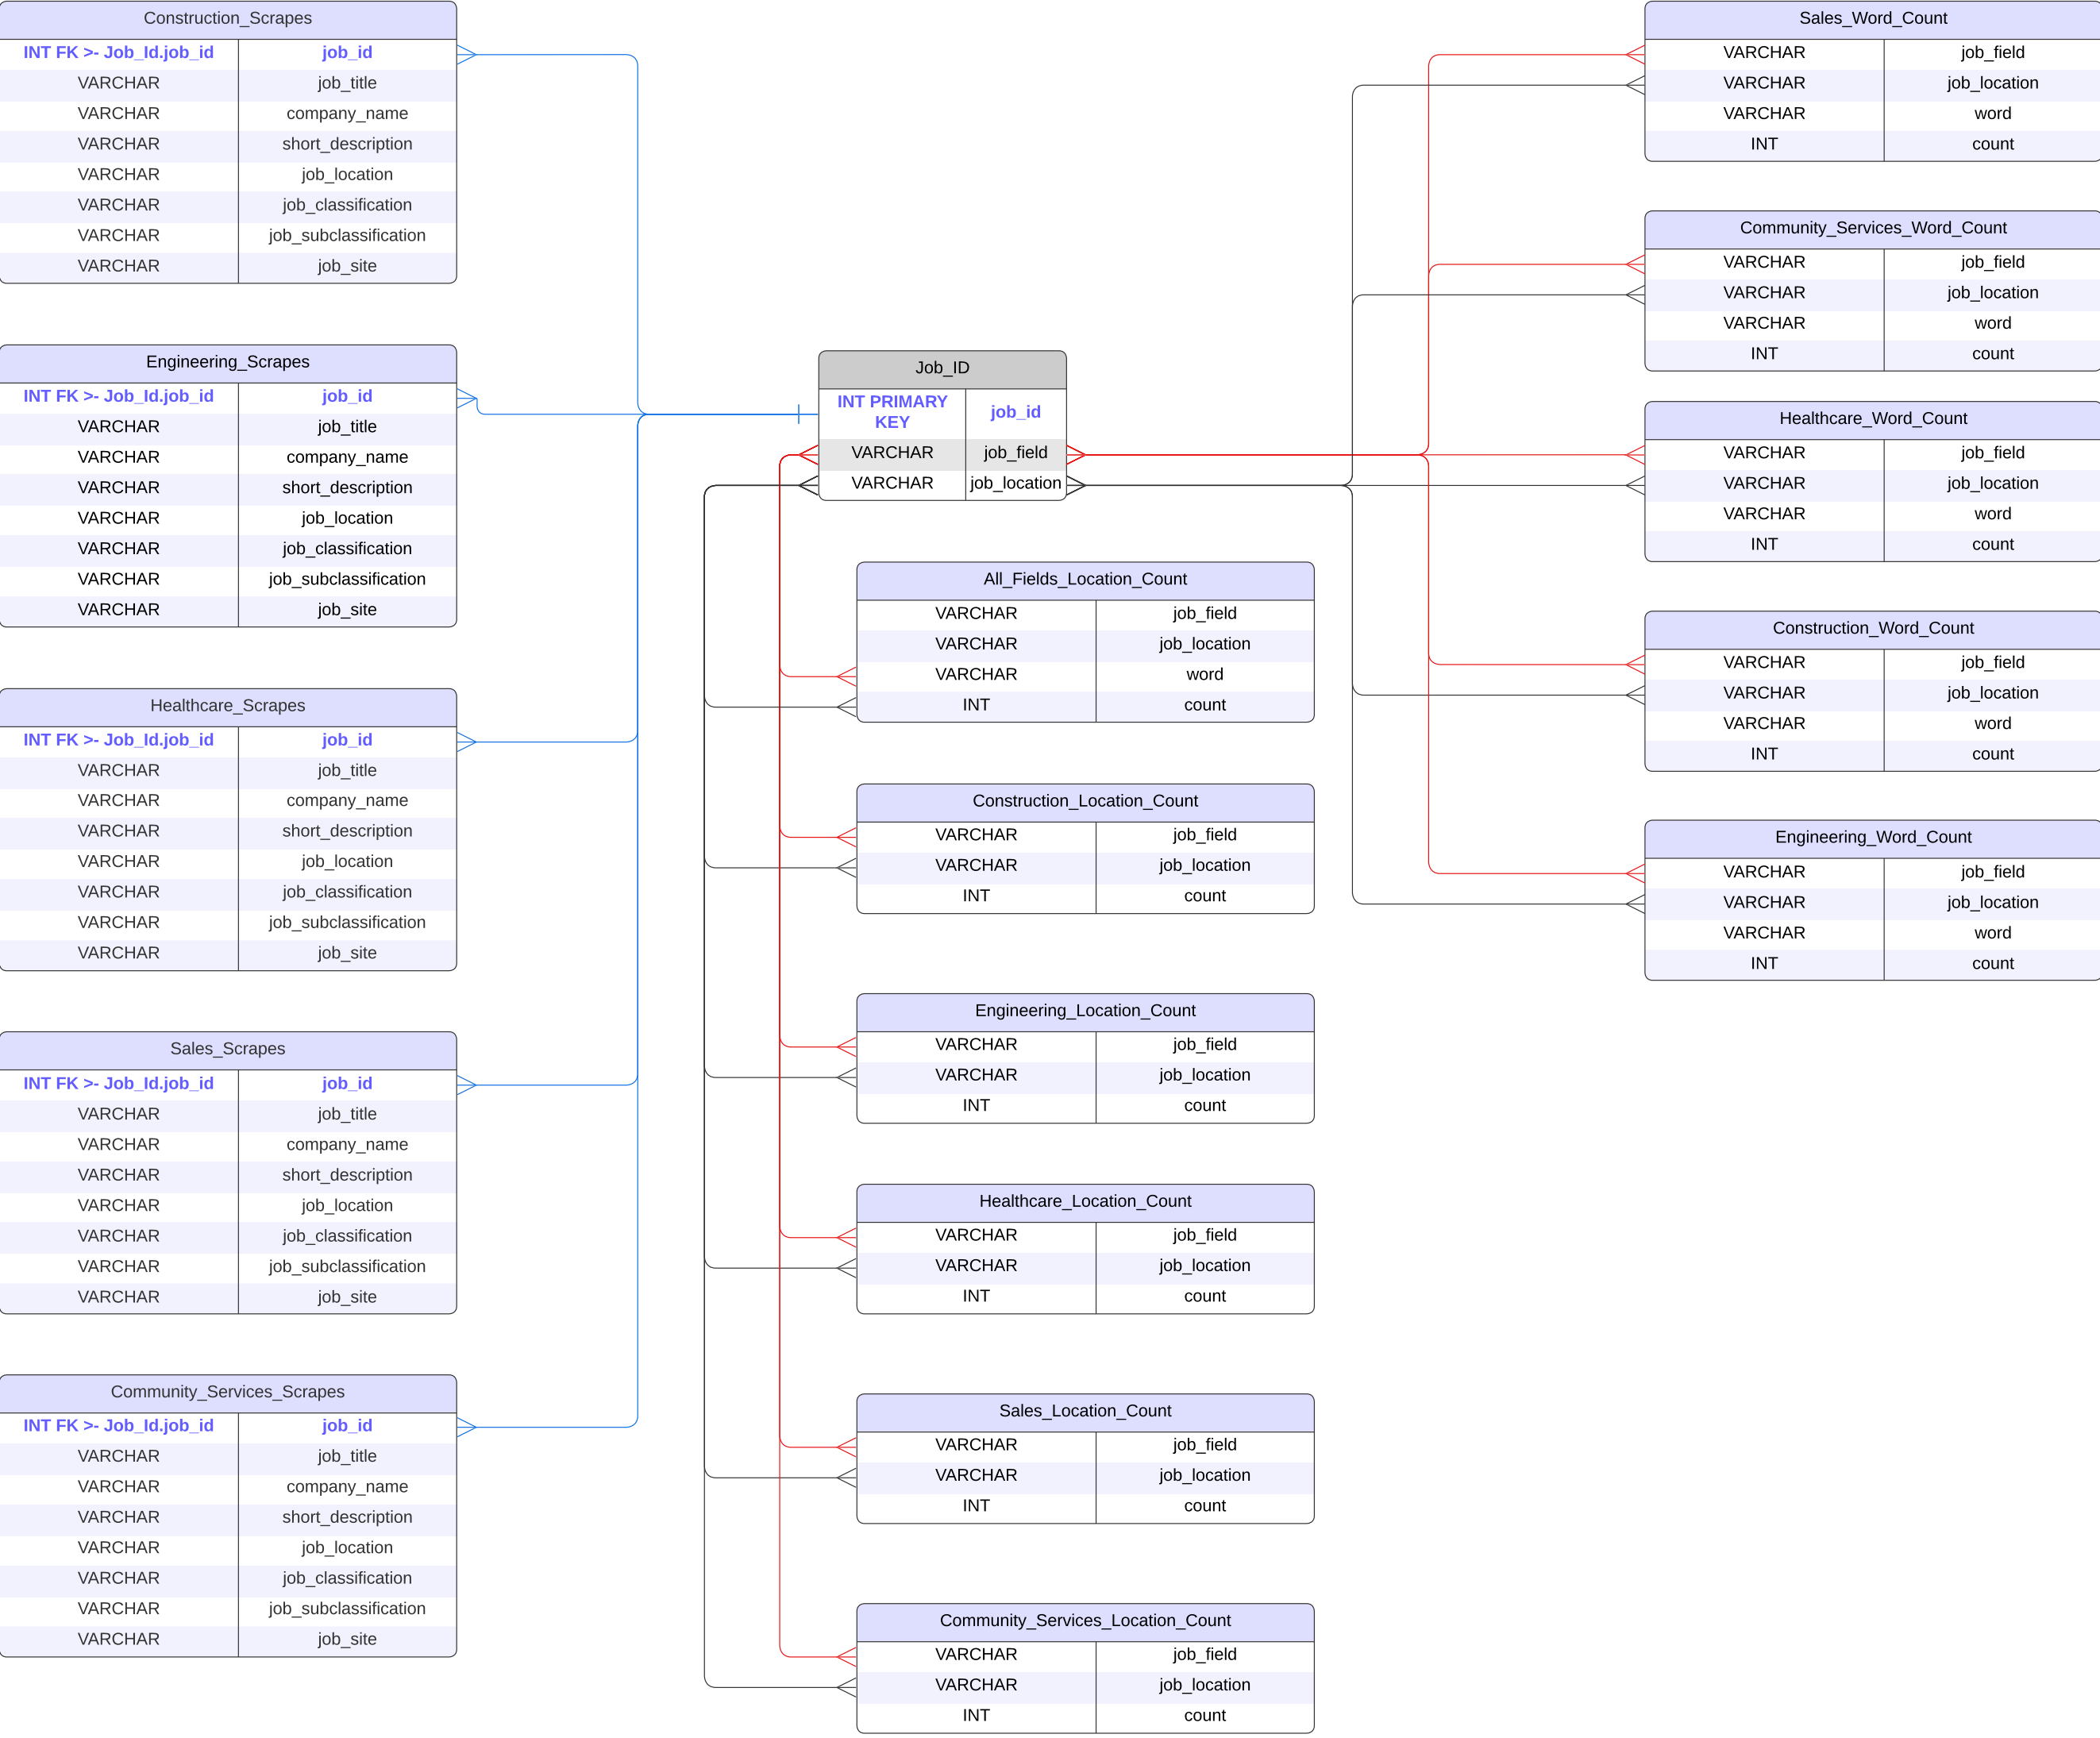 Construction_Scrapes
INT FK >- Job_Id.job_id job_id
VARCHAR job_title
VARCHAR company_name
VARCHAR short_description
VARCHAR job_location
VARCHAR job_classification
VARCHAR job_subclassification
VARCHAR job_site
Engineering_Scrapes
INT FK >- Job_Id.job_id job_id
VARCHAR job_title
VARCHAR company_name
VARCHAR short_description
VARCHAR job_location
VARCHAR job_classification
VARCHAR job_subclassification
VARCHAR job_site
Healthcare_Scrapes
INT FK >- Job_Id.job_id job_id
VARCHAR job_title
VARCHAR company_name
VARCHAR short_description
VARCHAR job_location
VARCHAR job_classification
VARCHAR job_subclassification
VARCHAR job_site
Sales_Scrapes
INT FK >- Job_Id.job_id job_id
VARCHAR job_title
VARCHAR company_name
VARCHAR short_description
VARCHAR job_location
VARCHAR job_classification
VARCHAR job_subclassification
VARCHAR job_site
Community_Services_Scrapes
INT FK >- Job_Id.job_id job_id
VARCHAR job_title
VARCHAR company_name
VARCHAR short_description
VARCHAR job_location
VARCHAR job_classification
VARCHAR job_subclassification
VARCHAR job_site
Job_ID
INT PRIMARY
KEY job_id
VARCHAR job_field
VARCHAR job_location
All_Fields_Location_Count
VARCHAR job_field
VARCHAR job_location
VARCHAR word
INT count
Construction_Location_Count
VARCHAR job_field
VARCHAR job_location
INT count
Engineering_Location_Count
VARCHAR job_field
VARCHAR job_location
INT count
Healthcare_Location_Count
VARCHAR job_field
VARCHAR job_location
INT count
Sales_Location_Count
VARCHAR job_field
VARCHAR job_location
INT count
Community_Services_Location_Count
VARCHAR job_field
VARCHAR job_location
INT count
Sales_Word_Count
VARCHAR job_field
VARCHAR job_location
VARCHAR word
INT count
Community_Services_Word_Count
VARCHAR job_field
VARCHAR job_location
VARCHAR word
INT count
Healthcare_Word_Count
VARCHAR job_field
VARCHAR job_location
VARCHAR word
INT count
Construction_Word_Count
VARCHAR job_field
VARCHAR job_location
VARCHAR word
INT count
Engineering_Word_Count
VARCHAR job_field
VARCHAR job_location
VARCHAR word
INT count